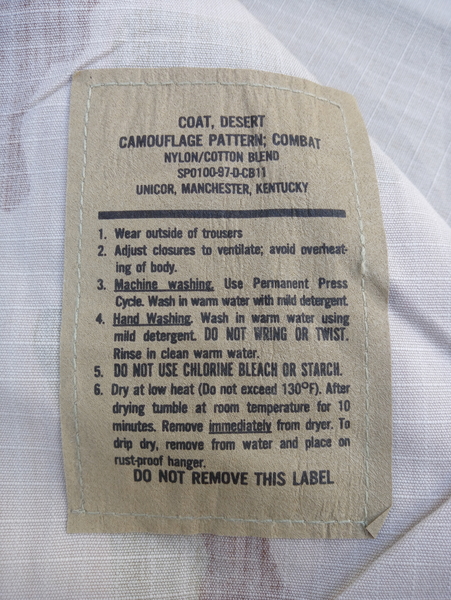 COAT, DESERT
CAMOUFLAGE PATTERN; COMBAT
NYLON/COTTON BLEND
SP0100-97-D-CB11
UNICOR, MANCHESTER, KENTUCKY
1. Wear outside of trousers
2. Adjust closures to ventilate; avoid overheat-
ing of body.
3. Machine washing. Use Permanent Press
Cycle. Wash in warm water with mild detergent.
4. Hand Washing. Wash in warm water using
mild detergent. DO NOT WRING OR TWIST.
Rinse in clean warm water.
5. DO NOT USE CHLORINE BLEACH OR STARCH.
6. Dry at low heat (Do not exceed 130°F). After
drying tumble at room temperature for 10
minutes. Remove immediately from dryer. To
drip dry, remove from water and place on
rust-proof hanger.
DO NOT REMOVE THIS LABEL